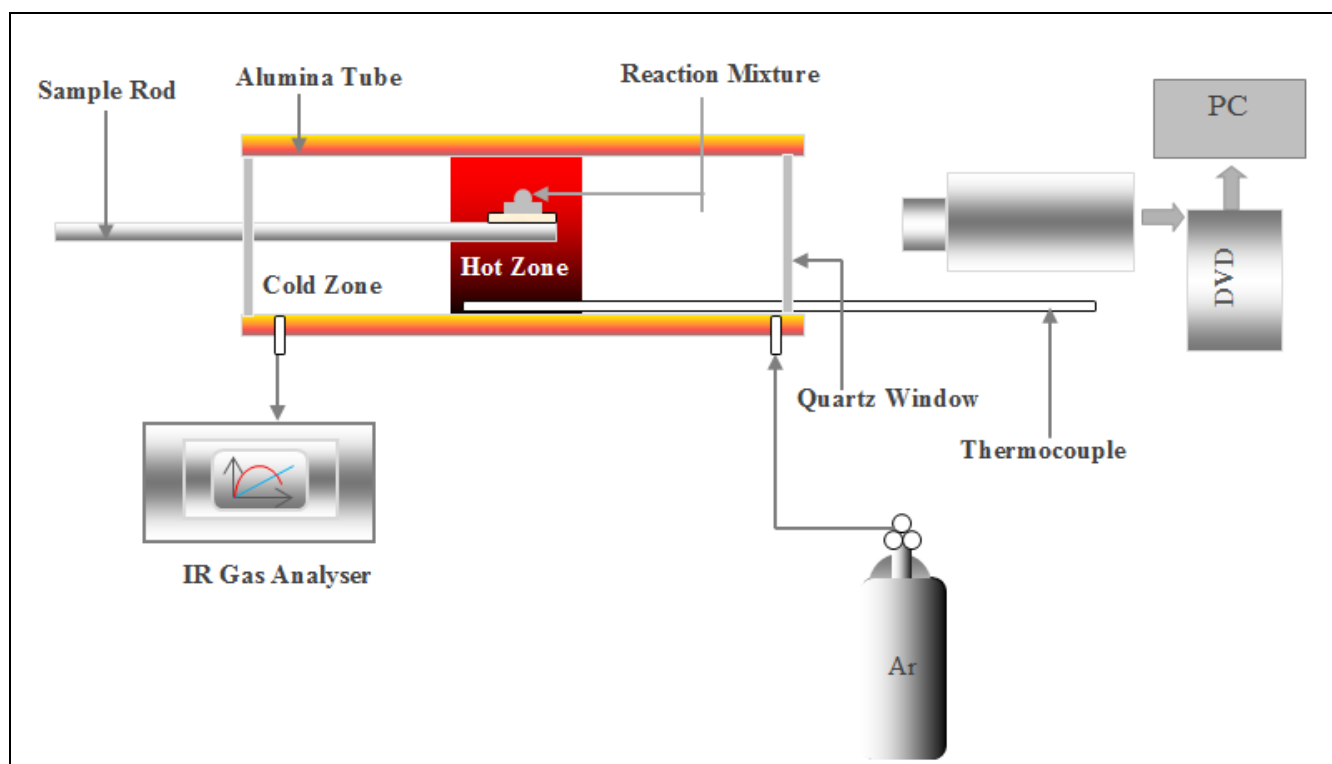 Sample Rod
Alumina Tube
Reaction Mixture
PC
Hot Zone
Cold Zone
DVD
Quartz Window
Thermocouple
IR Gas Analyser
Ar